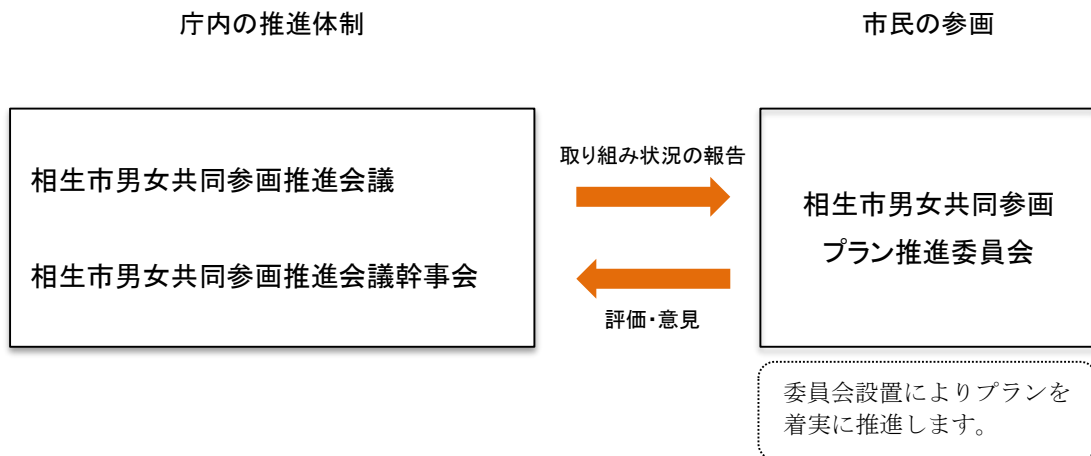 庁内の推進体制
市民の参画
相生市男女共同参画推進会議
相生市男女共同参画推進会議幹事会
取り組み状況の報告
評価・意見
相生市男女共同参画
プラン推進委員会
委員会設置によりプランを
着実に推進します。